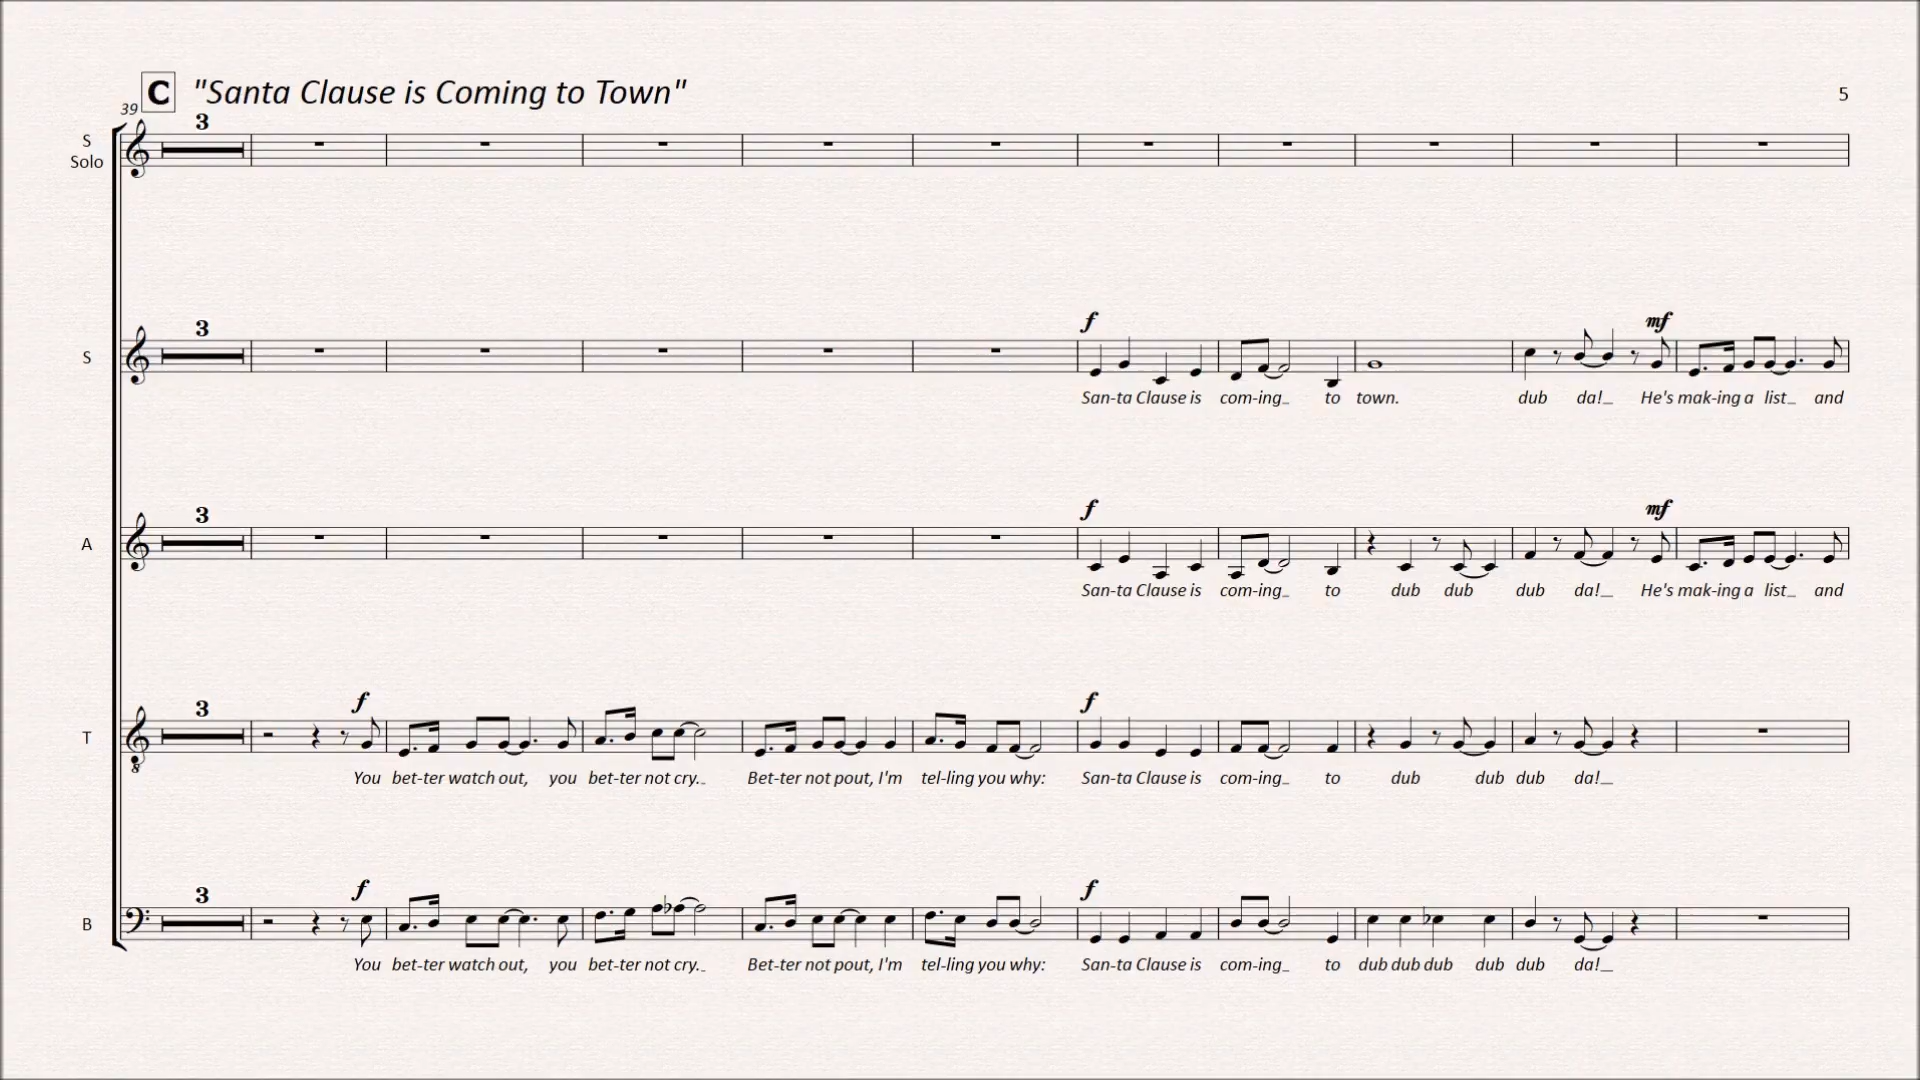 C "Santa Clause is Coming to Town"
5
39
3
S
Solo
3
f
mf
S
San-ta Clause is com-ing_ to town. dub da!_ He's mak-ing a list_ and
3
f
mf
A
San-ta Clause is com-ing_ to dub dub dub da!_ He's mak-ing a list_ and
3
f
f
T
You bet-ter watch out, you bet-ter not cry._ Bet-ter not pout, I'm tel-ling you why: San-ta Clause is com-ing_ to dub dub dub da!_
3
f
f
B
You bet-ter watch out, you bet-ter not cry._ Bet-ter not pout, I'm tel-ling you why: San-ta Clause is com-ing_ to dub dub dub dub dub da!_